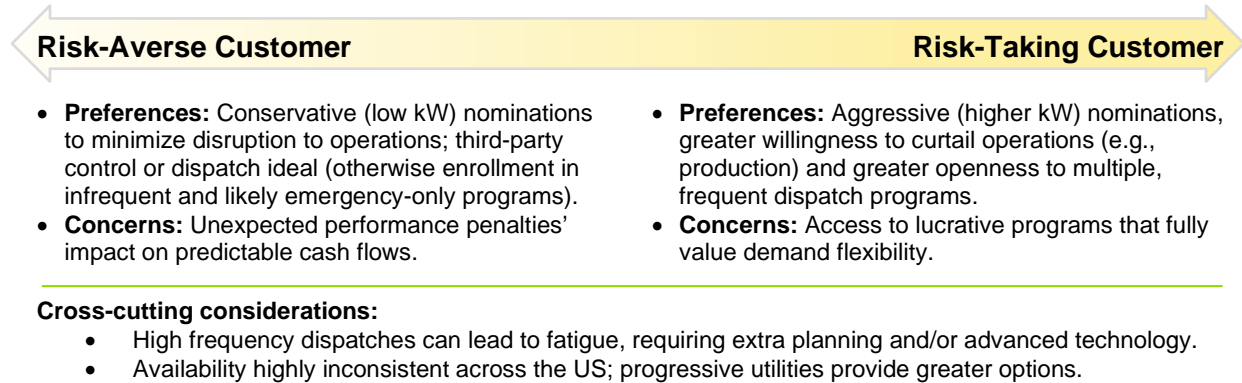 Risk-Averse Customer
Risk-Taking Customer
• Preferences: Conservative (low kW) nominations
to minimize disruption to operations; third-party
control or dispatch ideal (otherwise enrollment in
infrequent and likely emergency-only programs).
• Concerns: Unexpected performance penalties’
impact on predictable cash flows.
• Preferences: Aggressive (higher kW) nominations,
greater willingness to curtail operations (e.g.,
production) and greater openness to multiple,
frequent dispatch programs.
• Concerns: Access to lucrative programs that fully
value demand flexibility.
Cross-cutting considerations:
• High frequency dispatches can lead to fatigue, requiring extra planning and/or advanced technology.
• Availability highly inconsistent across the US; progressive utilities provide greater options.